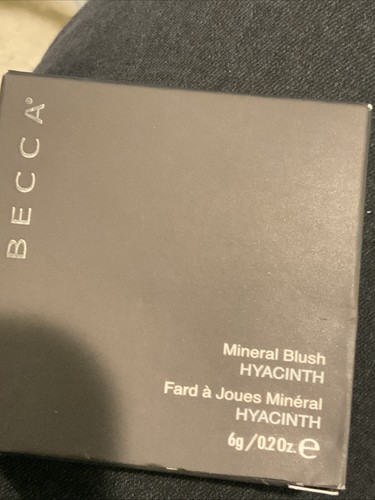 BECCA®
Mineral Blush
HYACINTH
Fard à Joues Minéral
HYACINTH
6g/0.20z.℮